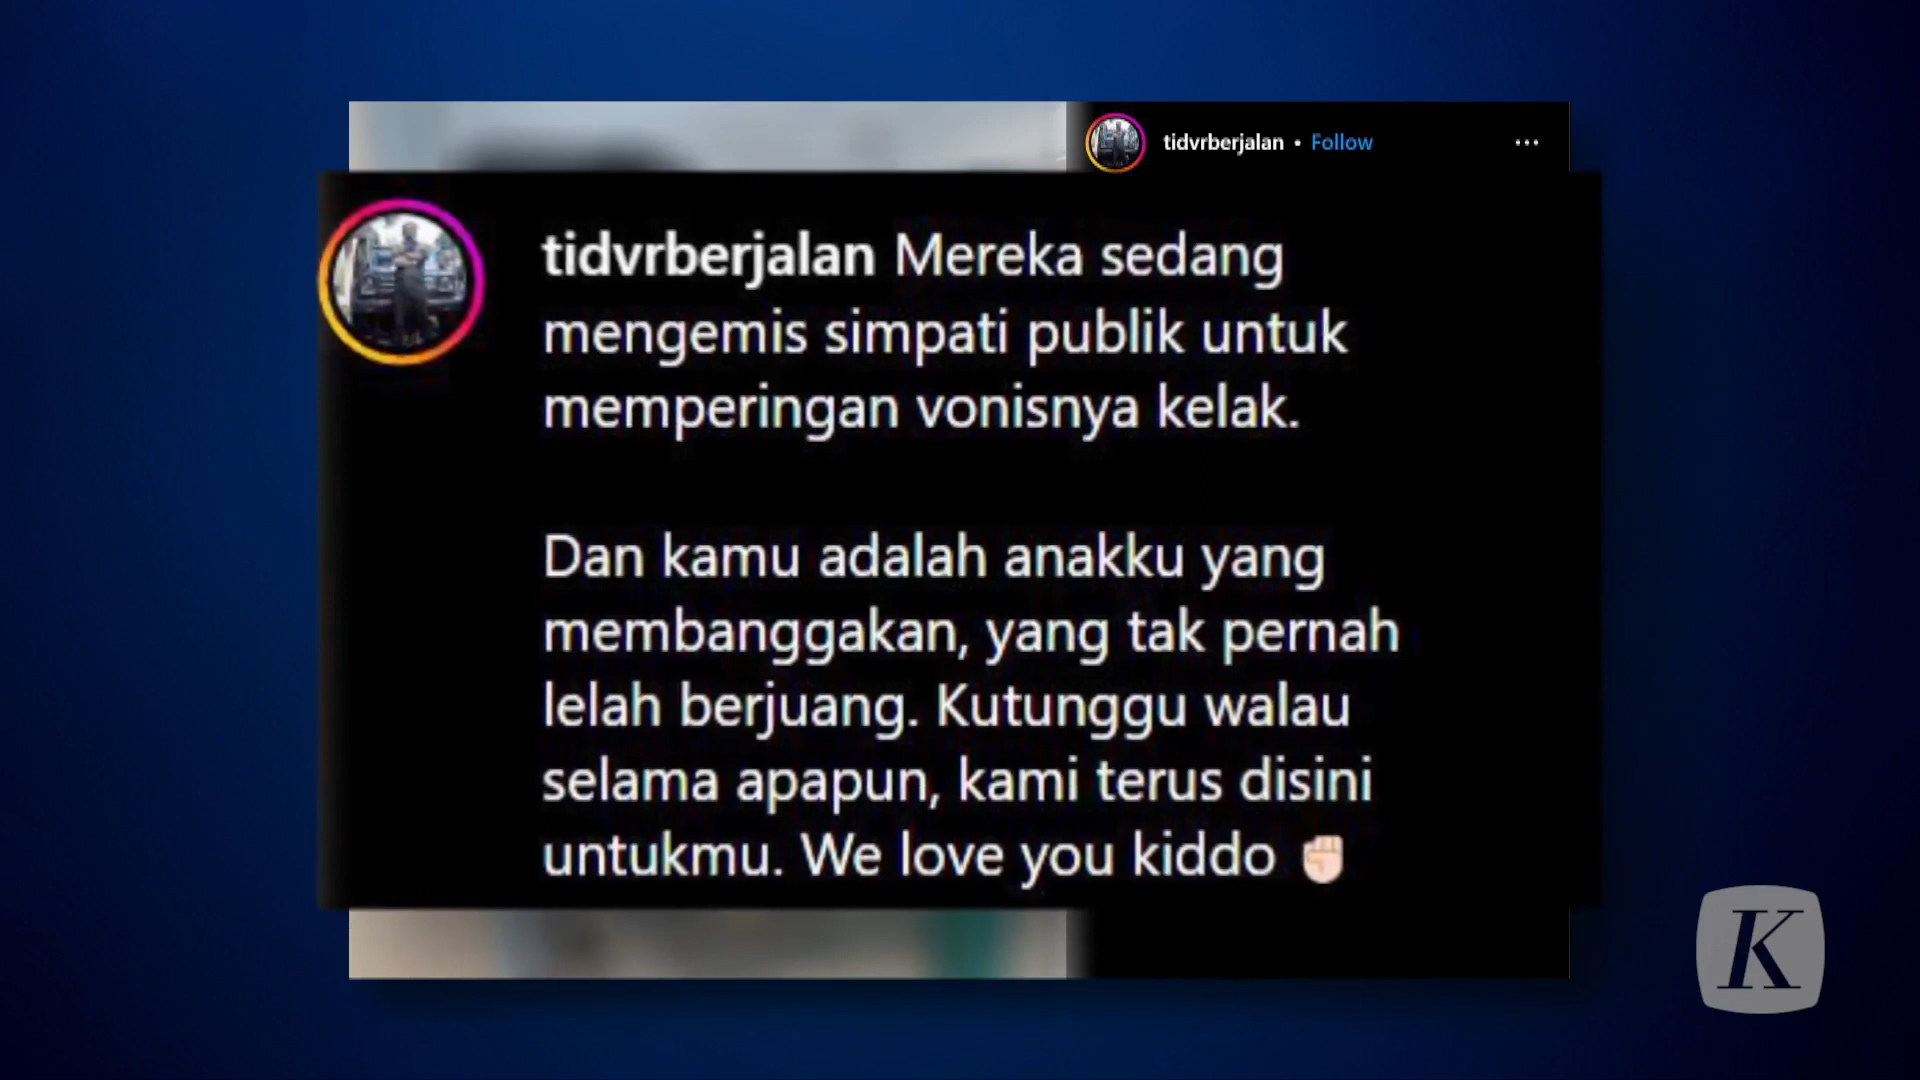 tidvrberjalan • Follow
tidvrberjalan Mereka sedang
mengemis simpati publik untuk
memperingan vonisnya kelak.
Dan kamu adalah anakku yang
membanggakan, yang tak pernah
lelah berjuang. Kutunggu walau
selama apapun, kami terus disini
untukmu. We love you kiddo ✊🏻
K